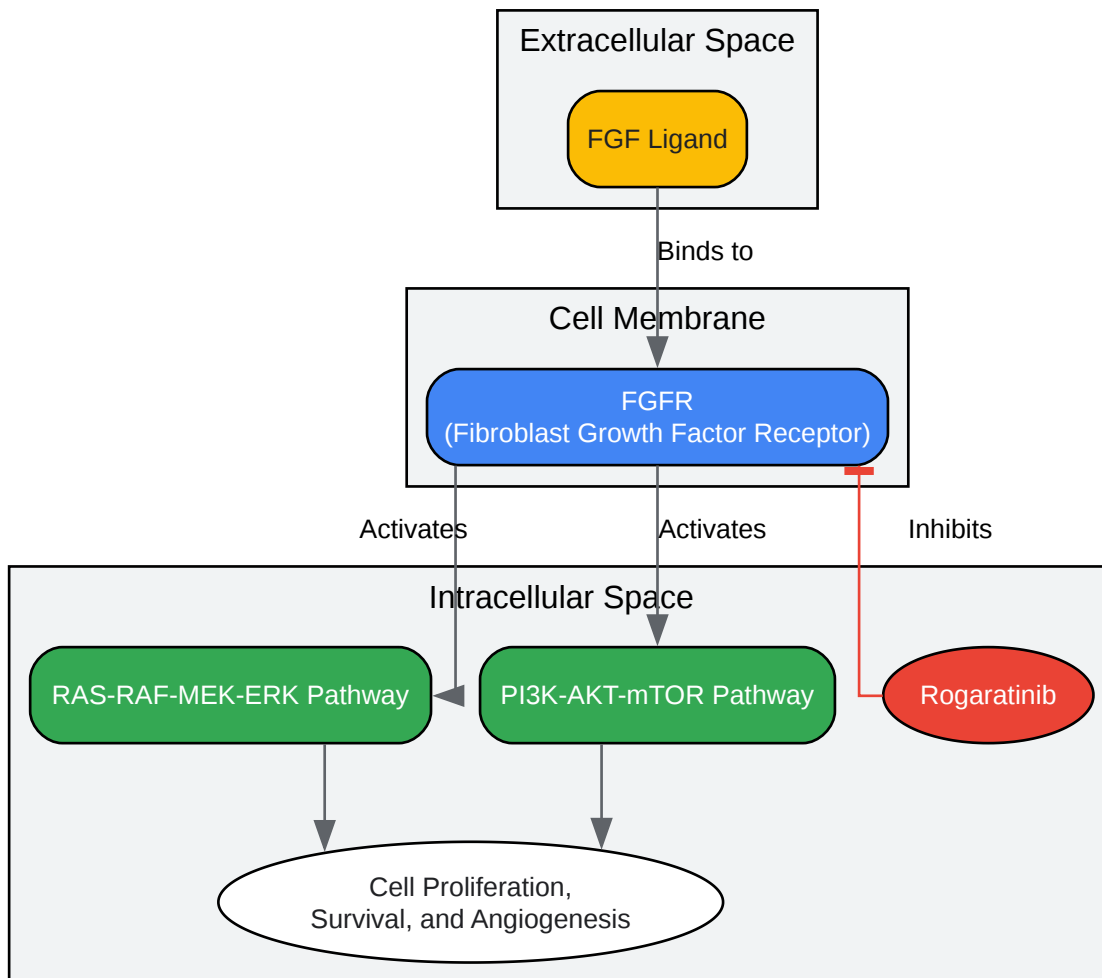 Extracellular Space
FGF Ligand
Binds to
Cell Membrane
FGFR
(Fibroblast Growth Factor Receptor)
Activates
Activates
Inhibits
Intracellular Space
RAS-RAF-MEK-ERK Pathway
PI3K-AKT-mTOR Pathway
Rogaratinib
Cell Proliferation,
Survival, and Angiogenesis